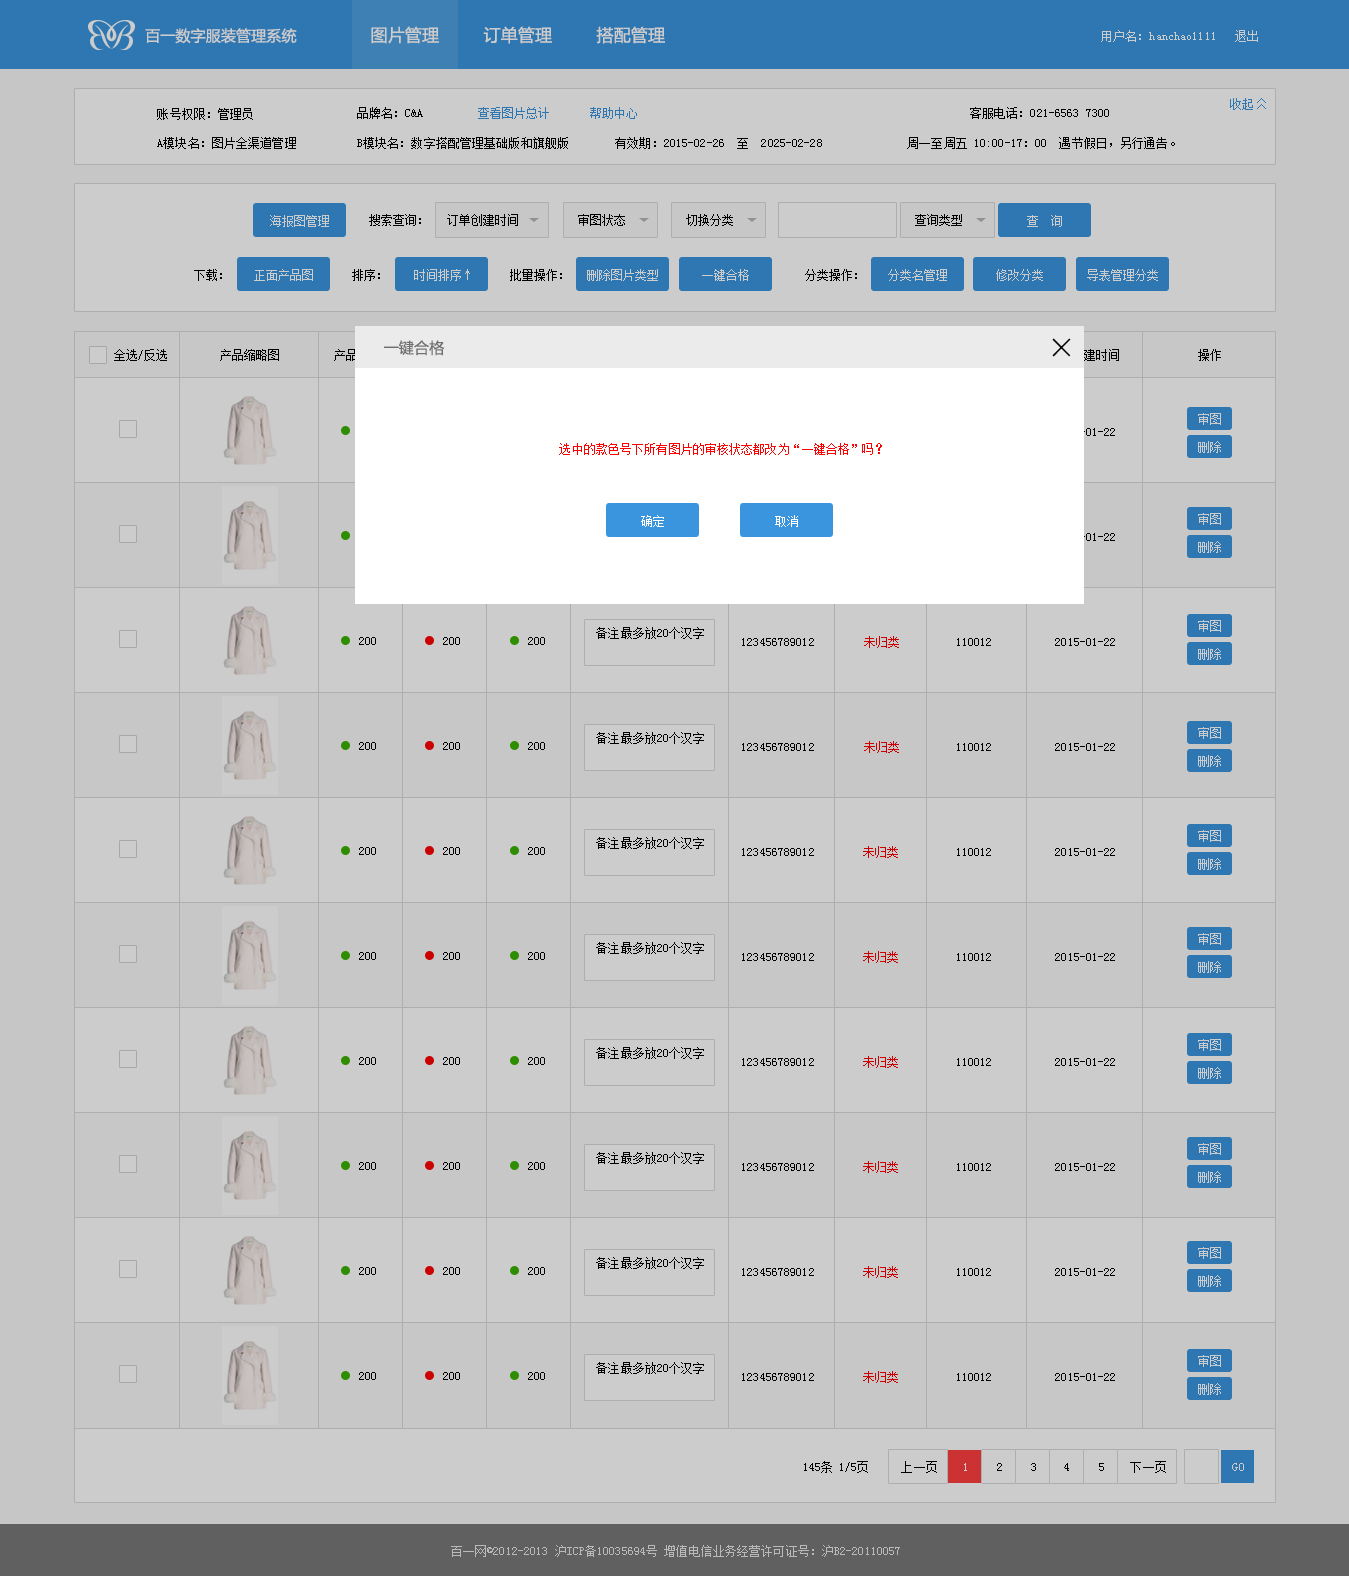 百一数字服装管理系统 图片管理 订单管理 搭配管理 用户名：hanchao1111 退出
收起
账号权限：管理员 品牌名：C&A 查看图片总计 帮助中心 客服电话：021-6563 7300
A模块名：图片全渠道管理 B模块名：数字搭配管理基础版和旗舰版 有效期：2015-02-26 至 2025-02-28 周一至周五 10:00-17：00 遇节假日，另行通告。
海报图管理 搜索查询： 订单创建时间 审图状态 切换分类 查询类型 查 询
下载： 正面产品图 排序： 时间排序↑ 批量操作： 删除图片类型 一键合格 分类操作： 分类名管理 修改分类 导表管理分类
全选/反选 产品缩略图 产品 建时间 操作
一键合格
选中的款色号下所有图片的审核状态都改为“一键合格”吗？
确定 取消
-01-22 审图
删除
-01-22 审图
删除
200 200 200 备注最多放20个汉字 123456789012 未归类 110012 2015-01-22 审图
删除
200 200 200 备注最多放20个汉字 123456789012 未归类 110012 2015-01-22 审图
删除
200 200 200 备注最多放20个汉字 123456789012 未归类 110012 2015-01-22 审图
删除
200 200 200 备注最多放20个汉字 123456789012 未归类 110012 2015-01-22 审图
删除
200 200 200 备注最多放20个汉字 123456789012 未归类 110012 2015-01-22 审图
删除
200 200 200 备注最多放20个汉字 123456789012 未归类 110012 2015-01-22 审图
删除
200 200 200 备注最多放20个汉字 123456789012 未归类 110012 2015-01-22 审图
删除
200 200 200 备注最多放20个汉字 123456789012 未归类 110012 2015-01-22 审图
删除
145条 1/5页 上一页 1 2 3 4 5 下一页 GO
百一网©2012-2013 沪ICP备10035694号 增值电信业务经营许可证号：沪B2-20110057